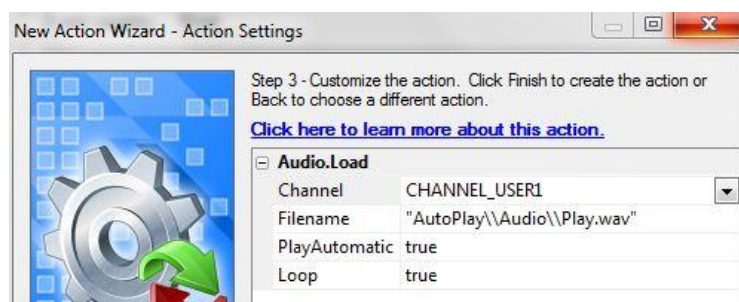 New Action Wizard - Action Settings
Step 3 - Customize the action. Click Finish to create the action or
Back to choose a different action.
Click here to learn more about this action.
Audio.Load
Channel CHANNEL_USER1
Filename "AutoPlay\\Audio\\Play.wav"
PlayAutomatic true
Loop true